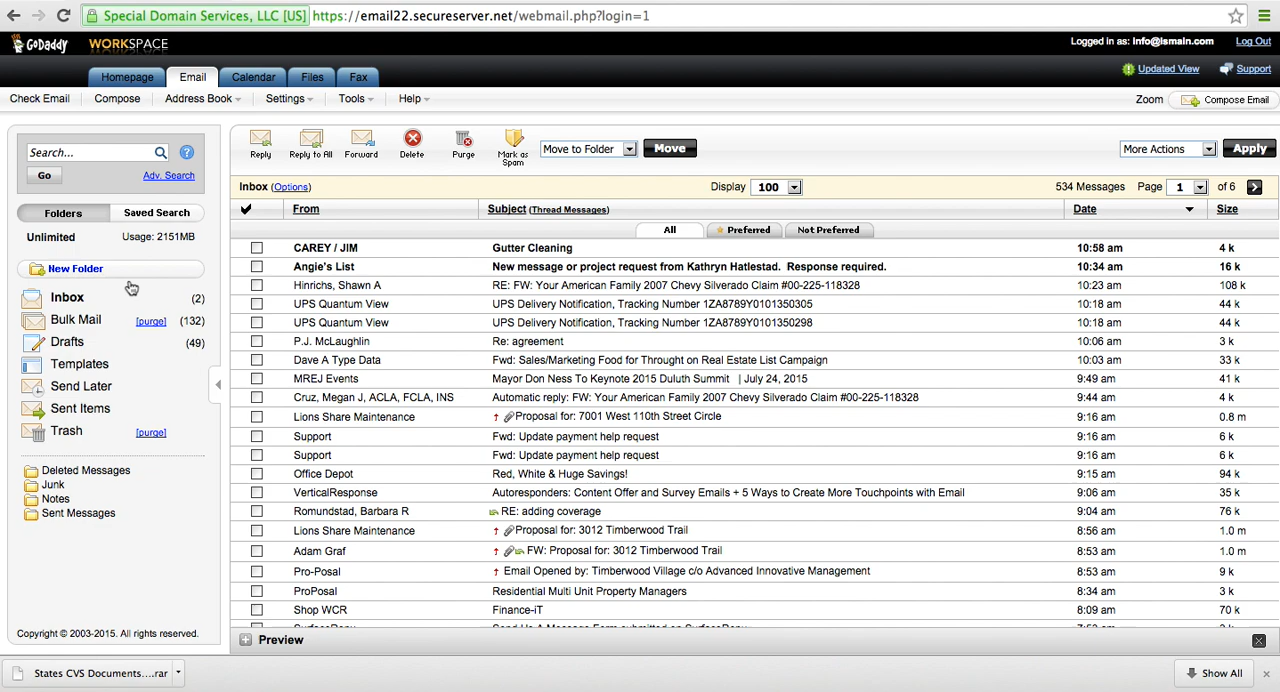 Special Domain Services, LLC [US] https://email22.secureserver.net/webmail.php?login=1
GoDaddy WORKSPACE
Logged in as: info@lsmain.com Log Out
Homepage Email Calendar Files Fax
Updated View Support
Check Email Compose Address Book Settings Tools Help
Zoom Compose Email
Search...
Go Adv. Search
Reply Reply to All Forward Delete Purge Mark as Spam Move to Folder Move
More Actions Apply
Inbox (Options) Display 100 534 Messages Page 1 of 6
Folders Saved Search
Unlimited Usage: 2151MB
New Folder
Inbox (2)
Bulk Mail [purge] (132)
Drafts (49)
Templates
Send Later
Sent Items
Trash [purge]
Deleted Messages
Junk
Notes
Sent Messages
Copyright © 2003-2015. All rights reserved.
From Subject (Thread Messages) Date Size
All Preferred Not Preferred
CAREY / JIM Gutter Cleaning 10:58 am 4 k
Angie's List New message or project request from Kathryn Hatlestad. Response required. 10:34 am 16 k
Hinrichs, Shawn A RE: FW: Your American Family 2007 Chevy Silverado Claim #00-225-118328 10:23 am 108 k
UPS Quantum View UPS Delivery Notification, Tracking Number 1ZA8789Y0101350305 10:18 am 44 k
UPS Quantum View UPS Delivery Notification, Tracking Number 1ZA8789Y0101350298 10:18 am 44 k
P.J. McLaughlin Re: agreement 10:06 am 3 k
Dave A Type Data Fwd: Sales/Marketing Food for Throught on Real Estate List Campaign 10:03 am 33 k
MREJ Events Mayor Don Ness To Keynote 2015 Duluth Summit | July 24, 2015 9:49 am 41 k
Cruz, Megan J, ACLA, FCLA, INS Automatic reply: FW: Your American Family 2007 Chevy Silverado Claim #00-225-118328 9:44 am 4 k
Lions Share Maintenance Proposal for: 7001 West 110th Street Circle 9:16 am 0.8 m
Support Fwd: Update payment help request 9:16 am 6 k
Support Fwd: Update payment help request 9:16 am 6 k
Office Depot Red, White & Huge Savings! 9:15 am 94 k
VerticalResponse Autoresponders: Content Offer and Survey Emails + 5 Ways to Create More Touchpoints with Email 9:06 am 35 k
Romundstad, Barbara R RE: adding coverage 9:04 am 76 k
Lions Share Maintenance Proposal for: 3012 Timberwood Trail 8:56 am 1.0 m
Adam Graf FW: Proposal for: 3012 Timberwood Trail 8:53 am 1.0 m
Pro-Posal Email Opened by: Timberwood Village c/o Advanced Innovative Management 8:53 am 9 k
ProPosal Residential Multi Unit Property Managers 8:34 am 3 k
Shop WCR Finance-iT 8:09 am 70 k
Preview
States CVS Documents....rar Show All